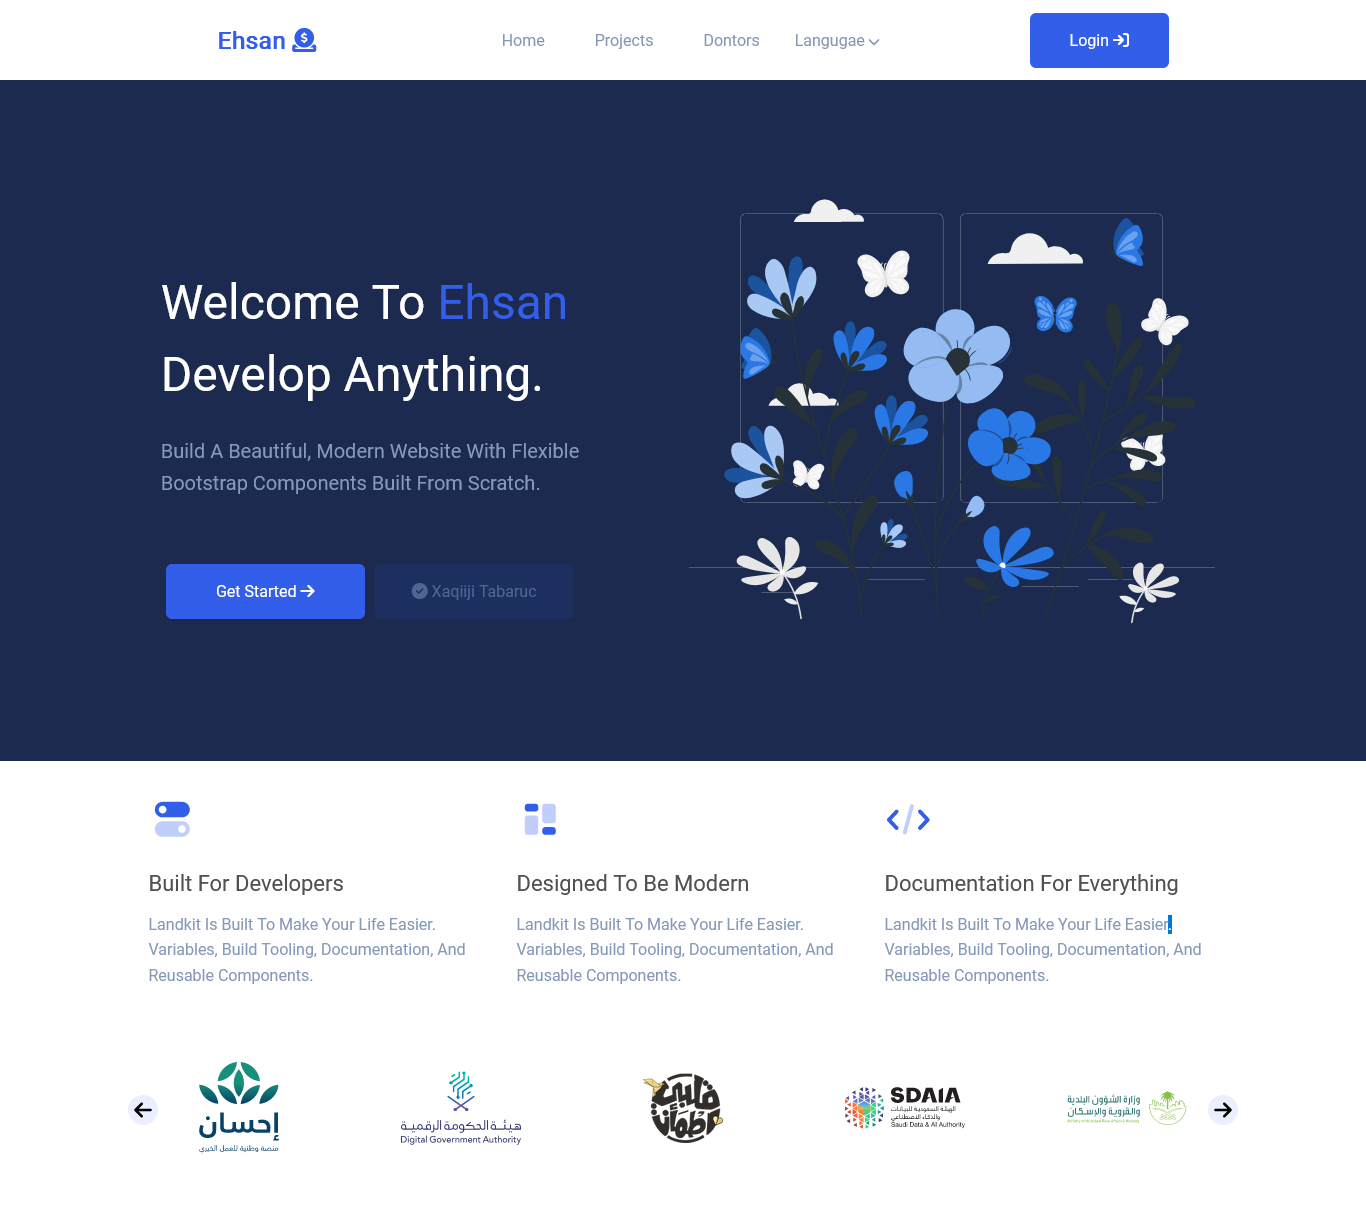 Ehsan
Home Projects Dontors Langugae
Login
Welcome To Ehsan
Develop Anything.
Build A Beautiful, Modern Website With Flexible
Bootstrap Components Built From Scratch.
Get Started
Xaqiiji Tabaruc
Built For Developers
Landkit Is Built To Make Your Life Easier.
Variables, Build Tooling, Documentation, And
Reusable Components.
Designed To Be Modern
Landkit Is Built To Make Your Life Easier.
Variables, Build Tooling, Documentation, And
Reusable Components.
Documentation For Everything
Landkit Is Built To Make Your Life Easier.
Variables, Build Tooling, Documentation, And
Reusable Components.
إحسان
منصة وطنية للعمل الخيري
هيئـة الحكومة الرقميـة
Digital Government Authority
SDAIA
الهيئة السعودية للبيانات
والذكاء الاصطناعي
Saudi Data & AI Authority
وزارة الشؤون البلدية
والقروية والإسكـان